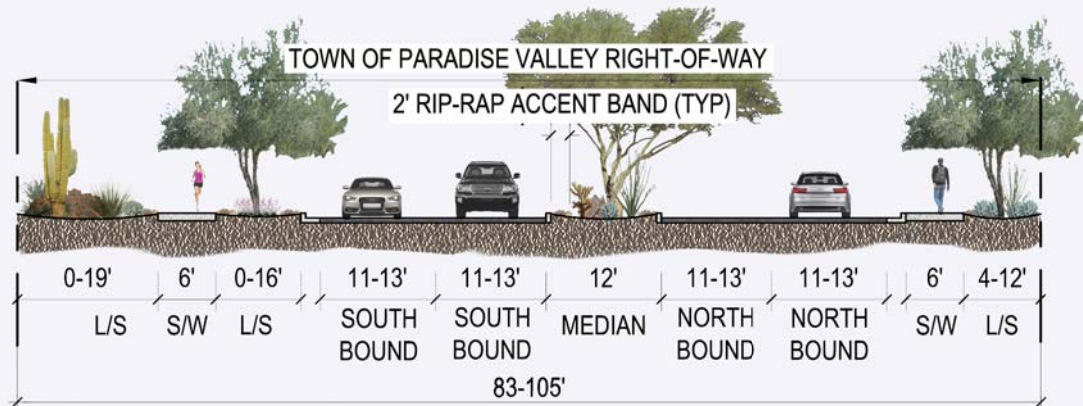 TOWN OF PARADISE VALLEY RIGHT-OF-WAY
2' RIP-RAP ACCENT BAND (TYP)
0-19' 6' 0-16' 11-13' 11-13' 12' 11-13' 11-13' 6' 4-12'
L/S S/W L/S SOUTH BOUND SOUTH BOUND MEDIAN NORTH BOUND NORTH BOUND S/W L/S
83-105'